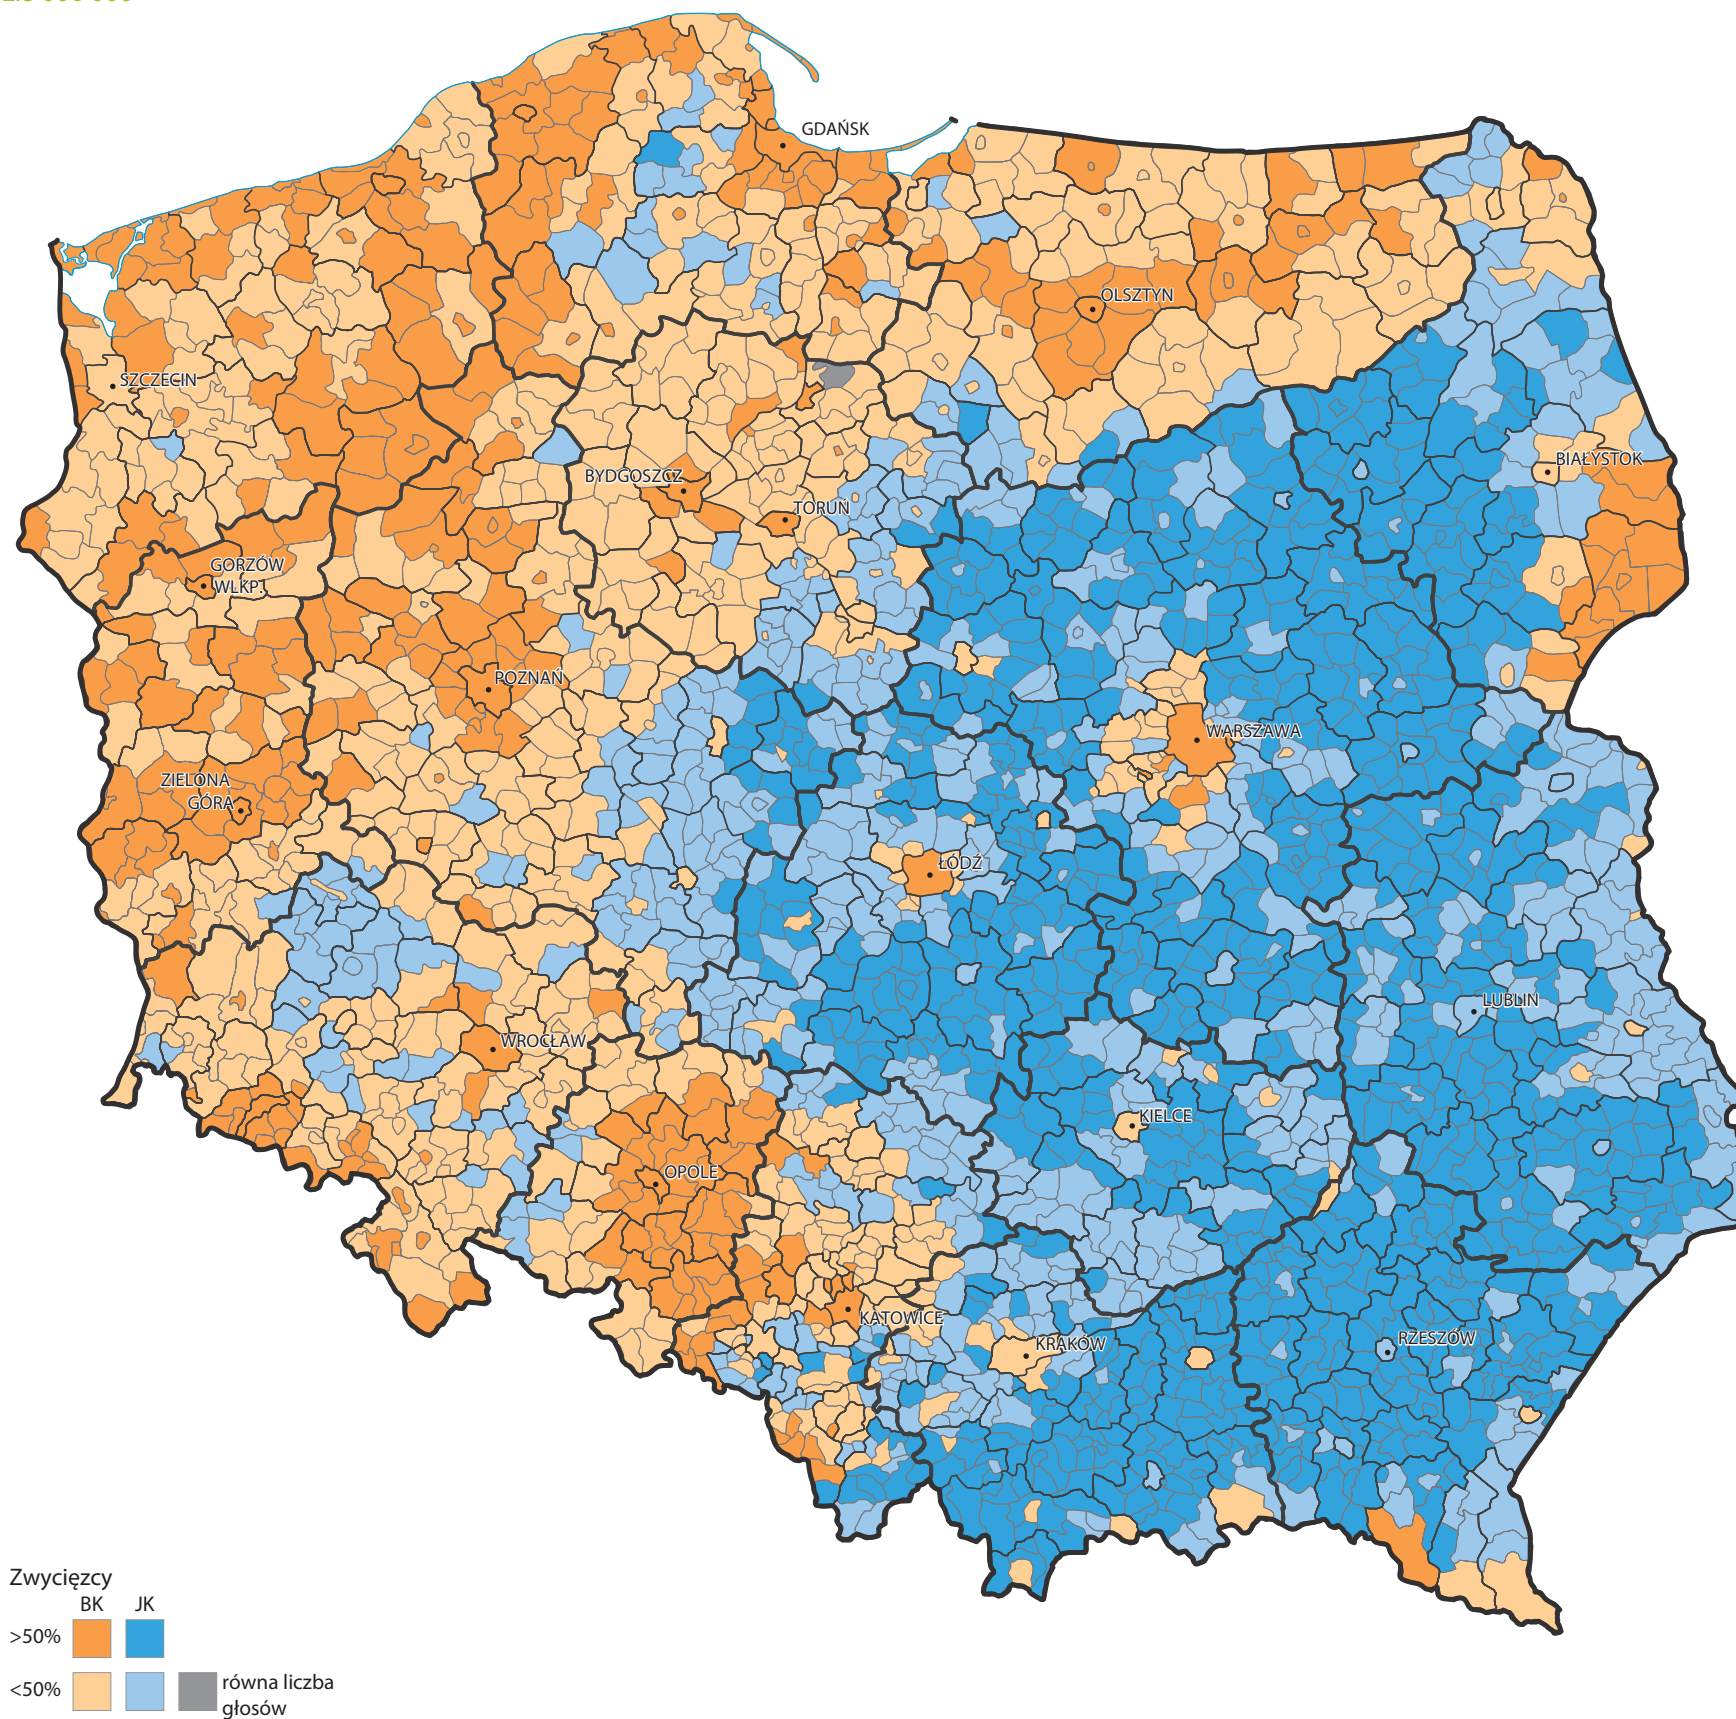 GDAŃSK
OLSZTYN
SZCZECIN
BIAŁYSTOK
BYDGOSZCZ
TORUŃ
GORZÓW
WLKP.
POZNAŃ
WARSZAWA
ZIELONA
GÓRA
ŁÓDŹ
LUBLIN
WROCŁAW
KIELCE
OPOLE
KATOWICE
KRAKÓW
RZESZÓW
Zwycięzcy
BK JK
>50%
<50% równa liczba
głosów